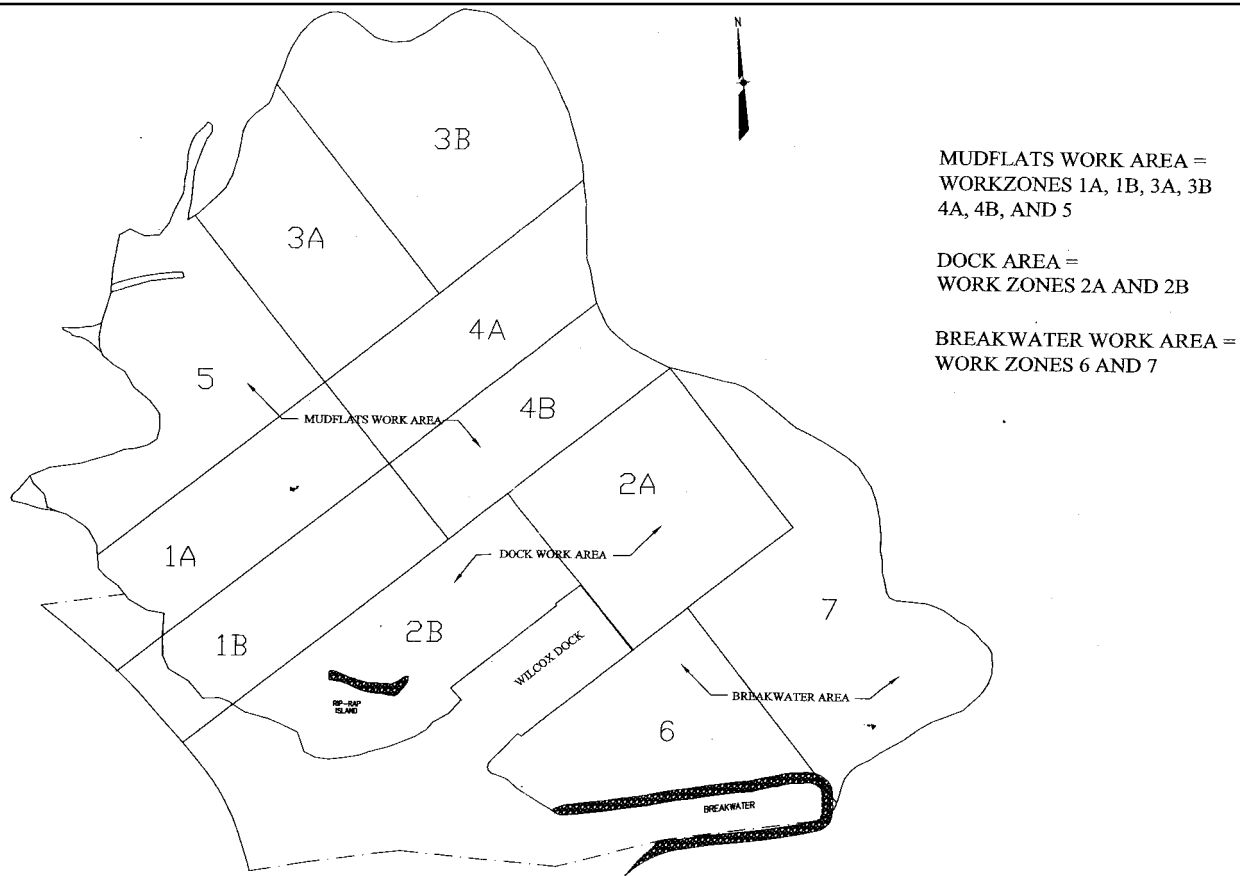 N
3B
MUDFLATS WORK AREA =
WORKZONES 1A, 1B, 3A, 3B
4A, 4B, AND 5
DOCK AREA =
WORK ZONES 2A AND 2B
BREAKWATER WORK AREA =
WORK ZONES 6 AND 7
3A
4A
5
4B
MUDFLATS WORK AREA
2A
1A
DOCK WORK AREA
7
2B
1B
WILCOX DOCK
RIP-RAP
ISLAND
BREAKWATER AREA
6
BREAKWATER